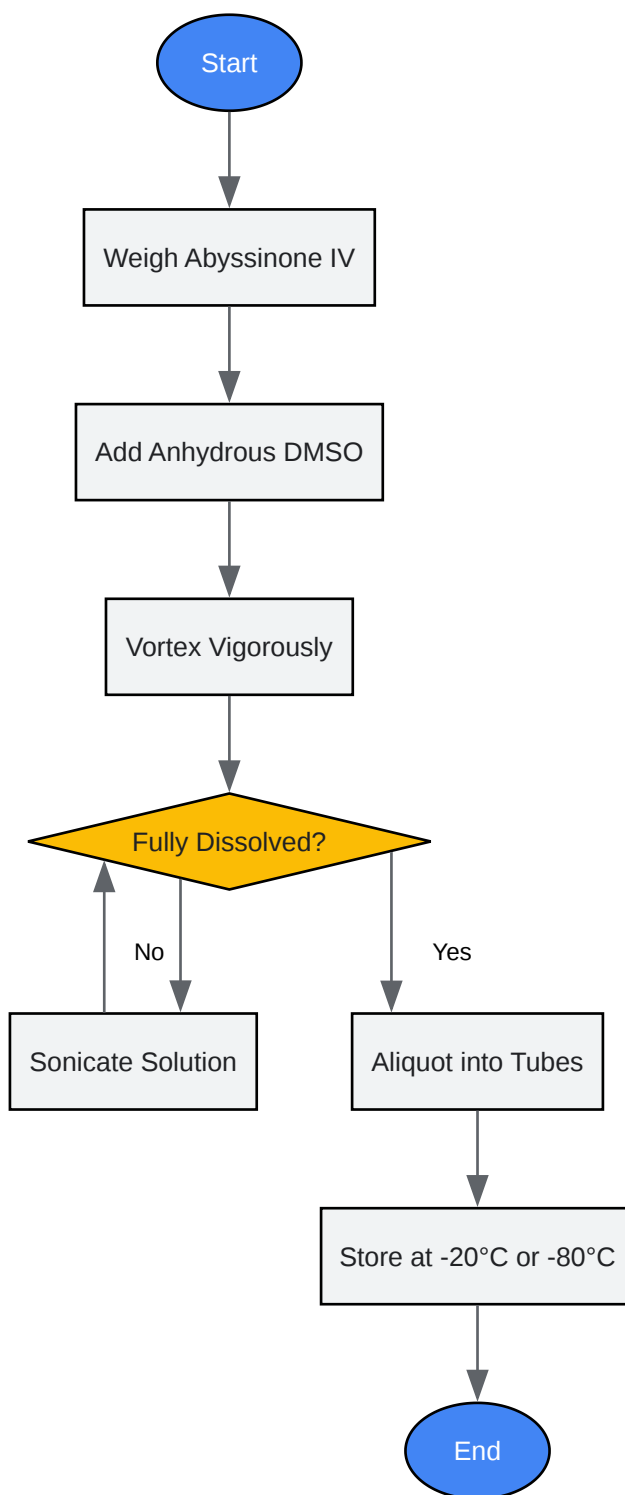 Start
Weigh Abyssinone IV
Add Anhydrous DMSO
Vortex Vigorously
Fully Dissolved?
No
Yes
Sonicate Solution
Aliquot into Tubes
Store at -20°C or -80°C
End